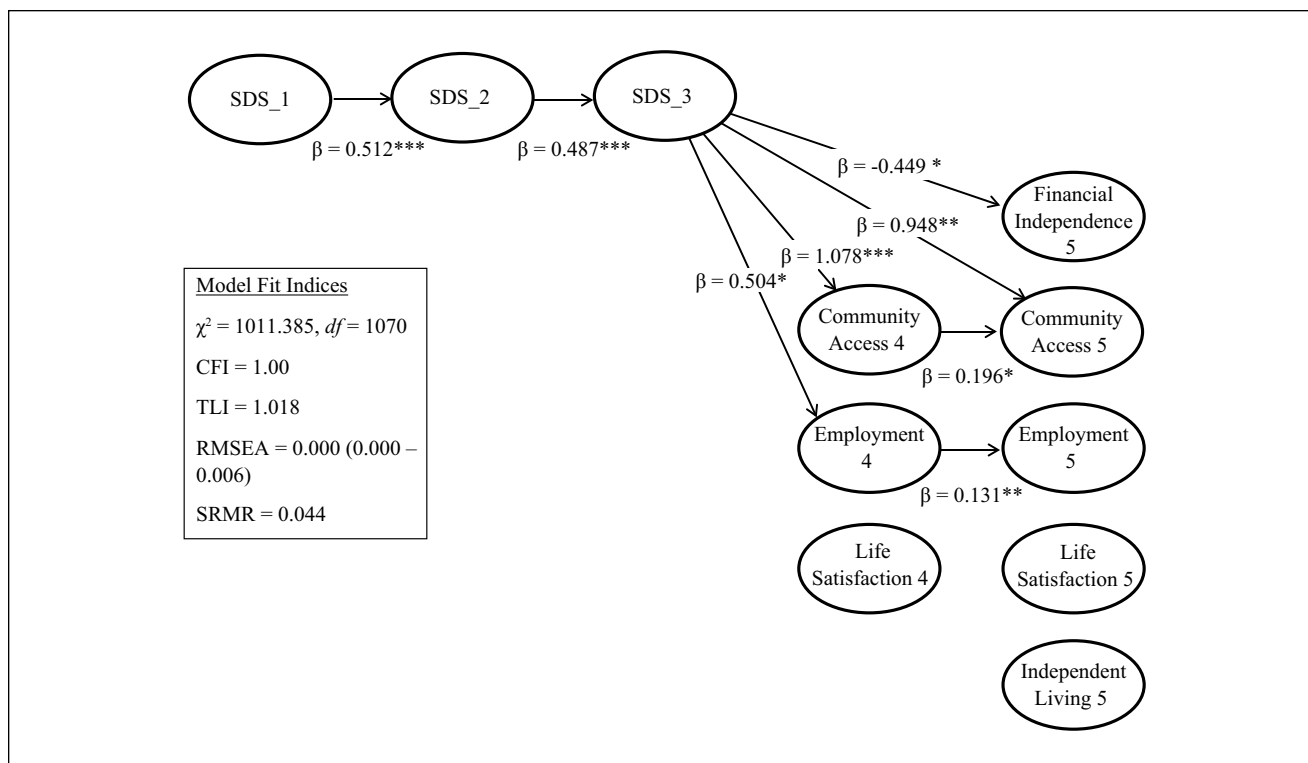 SDS_1
SDS_2
SDS_3
β = 0.512***
β = 0.487***
β = -0.449 *
Financial
Independence
5
β = 0.948**
β = 1.078***
β = 0.504*
Model Fit Indices
χ² = 1011.385, df = 1070
CFI = 1.00
TLI = 1.018
RMSEA = 0.000 (0.000 –
0.006)
SRMR = 0.044
Community
Access 4
Community
Access 5
β = 0.196*
Employment
4
Employment
5
β = 0.131**
Life
Satisfaction 4
Life
Satisfaction 5
Independent
Living 5